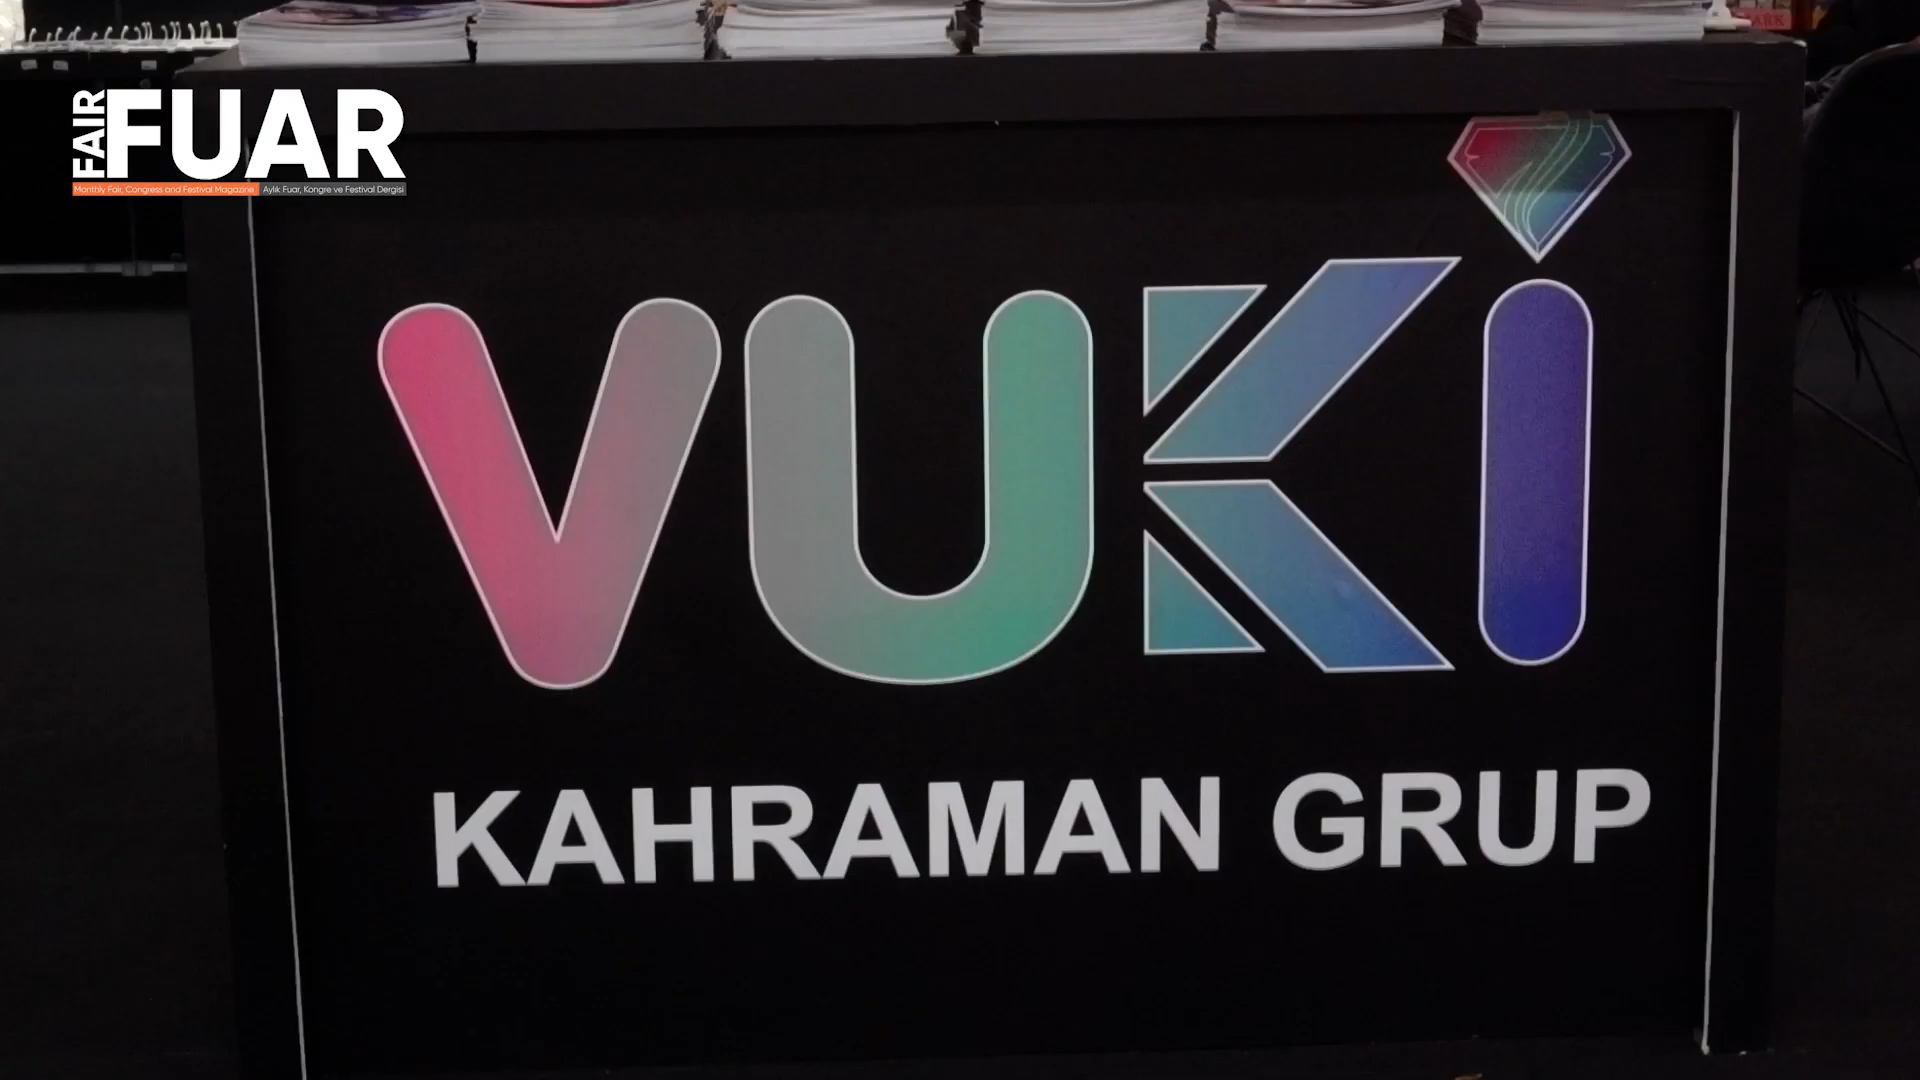 FAIR
FUAR
Monthly Fair, Congress and Festival Magazine Aylık Fuar, Kongre ve Festival Dergisi
VUKİ
KAHRAMAN GRUP